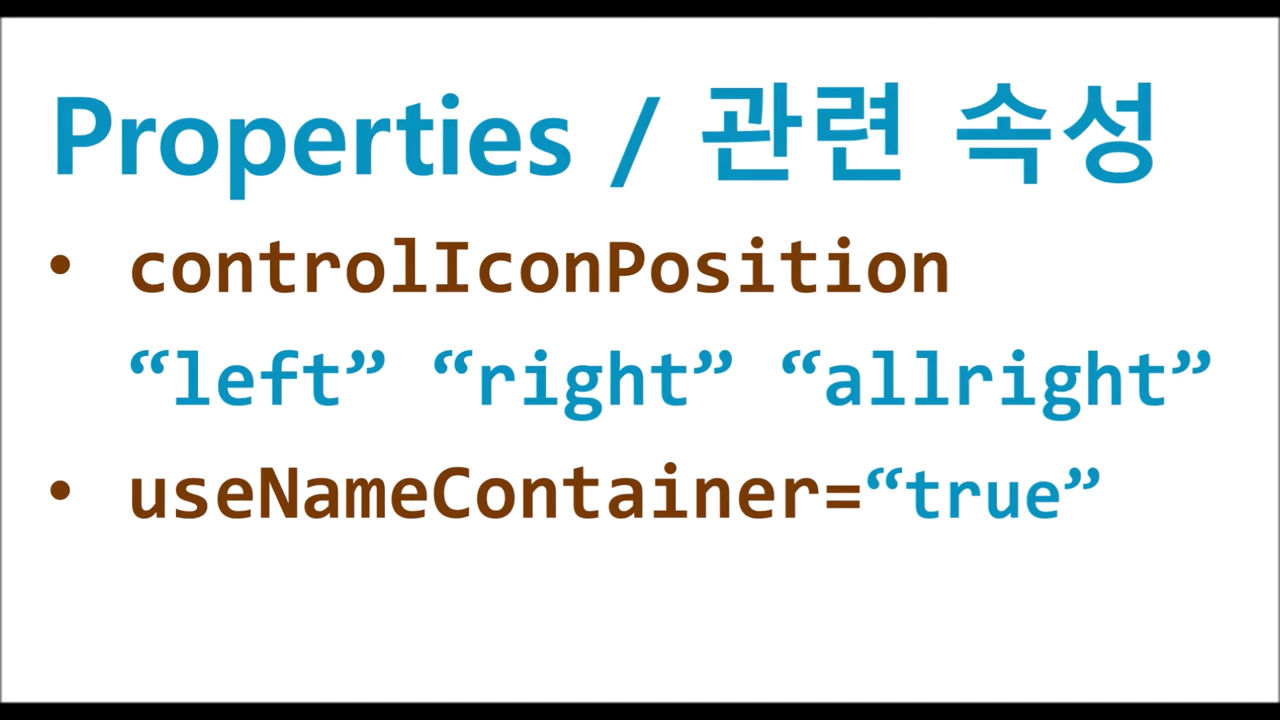 Properties / 관련 속성
• controlIconPosition
“left” “right” “allright”
• useNameContainer=“true”